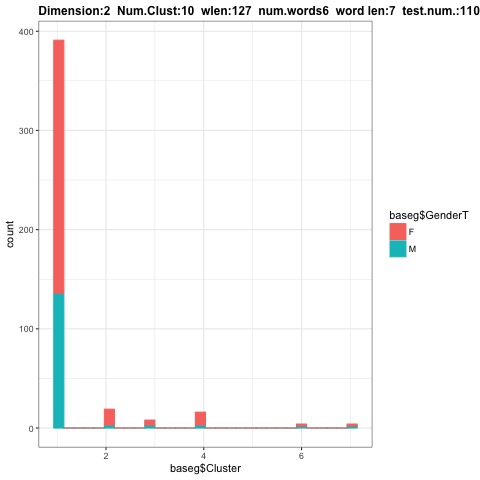 Dimension:2 Num.Clust:10 wlen:127 num.words6 word len:7 test.num.:110
400
300
200
100
0
count
2
4
6
baseg$Cluster
baseg$GenderT
F
M